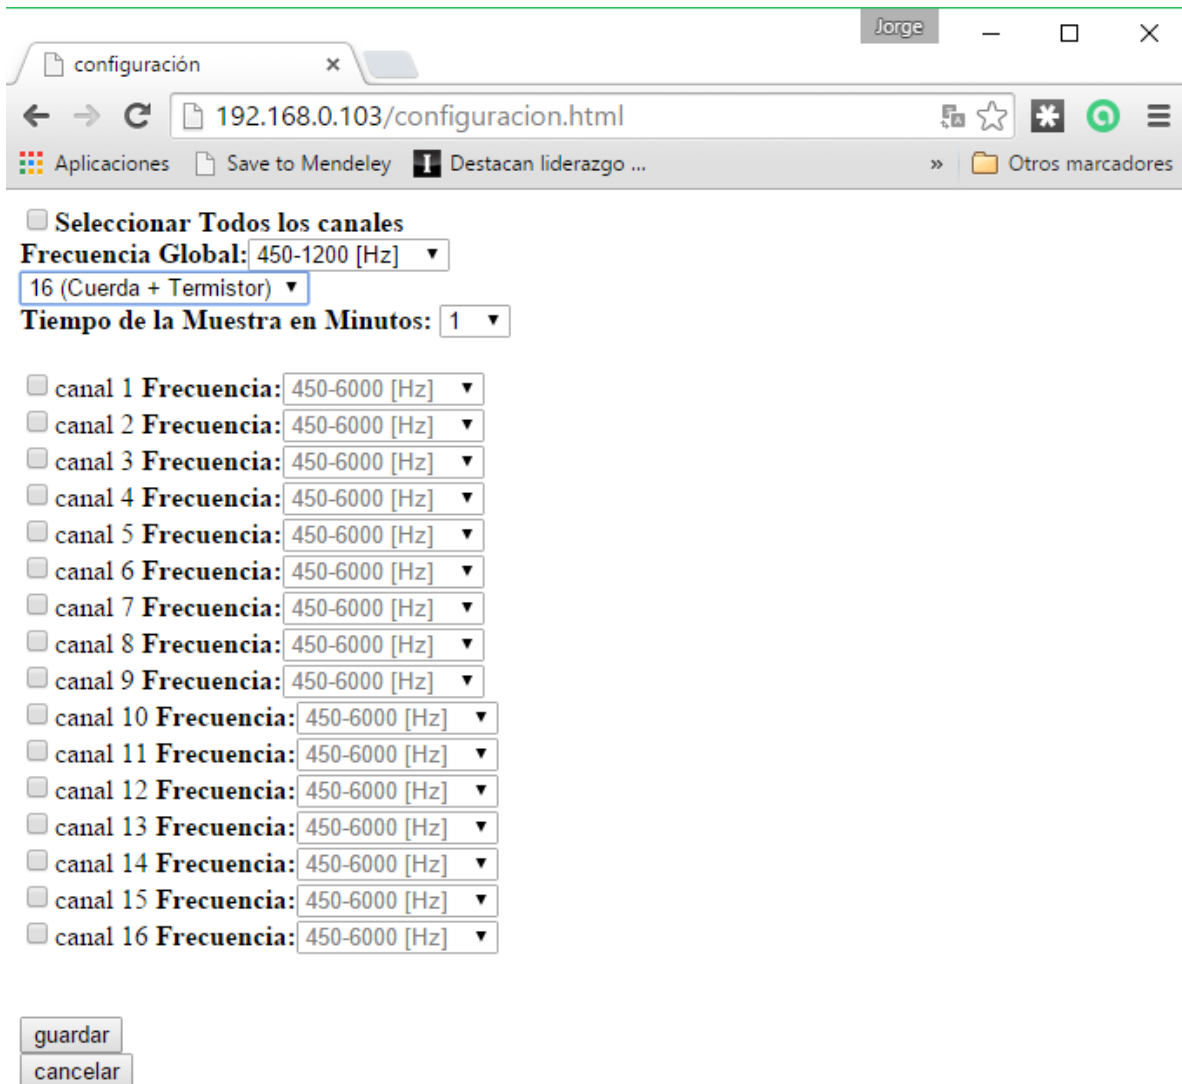 Jorge
configuración
192.168.0.103/configuracion.html
Aplicaciones Save to Mendeley I Destacan liderazgo ... » Otros marcadores
Seleccionar Todos los canales
Frecuencia Global: 450-1200 [Hz]
16 (Cuerda + Termistor)
Tiempo de la Muestra en Minutos: 1
canal 1 Frecuencia: 450-6000 [Hz]
canal 2 Frecuencia: 450-6000 [Hz]
canal 3 Frecuencia: 450-6000 [Hz]
canal 4 Frecuencia: 450-6000 [Hz]
canal 5 Frecuencia: 450-6000 [Hz]
canal 6 Frecuencia: 450-6000 [Hz]
canal 7 Frecuencia: 450-6000 [Hz]
canal 8 Frecuencia: 450-6000 [Hz]
canal 9 Frecuencia: 450-6000 [Hz]
canal 10 Frecuencia: 450-6000 [Hz]
canal 11 Frecuencia: 450-6000 [Hz]
canal 12 Frecuencia: 450-6000 [Hz]
canal 13 Frecuencia: 450-6000 [Hz]
canal 14 Frecuencia: 450-6000 [Hz]
canal 15 Frecuencia: 450-6000 [Hz]
canal 16 Frecuencia: 450-6000 [Hz]
guardar
cancelar